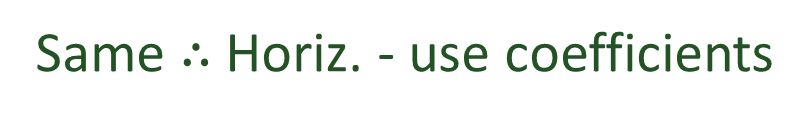 Same ∴ Horiz. - use coefficients